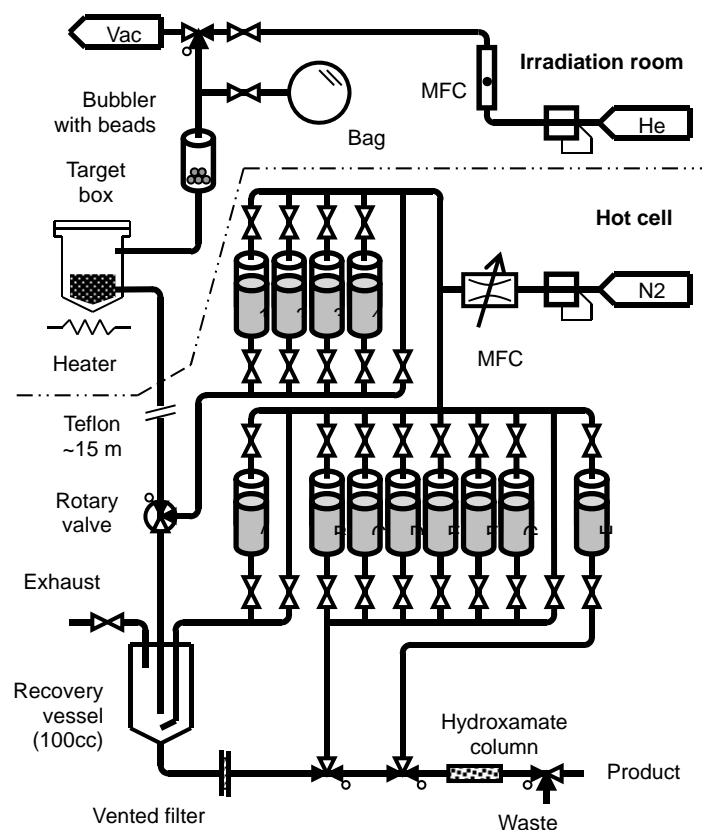 Vac
Irradiation room
MFC
He
Bubbler
with beads
Bag
Target
box
Hot cell
N2
MFC
Heater
Teflon
~15 m
Rotary
valve
Exhaust
Recovery
vessel
(100cc)
Hydroxamate
column
Product
Vented filter
Waste